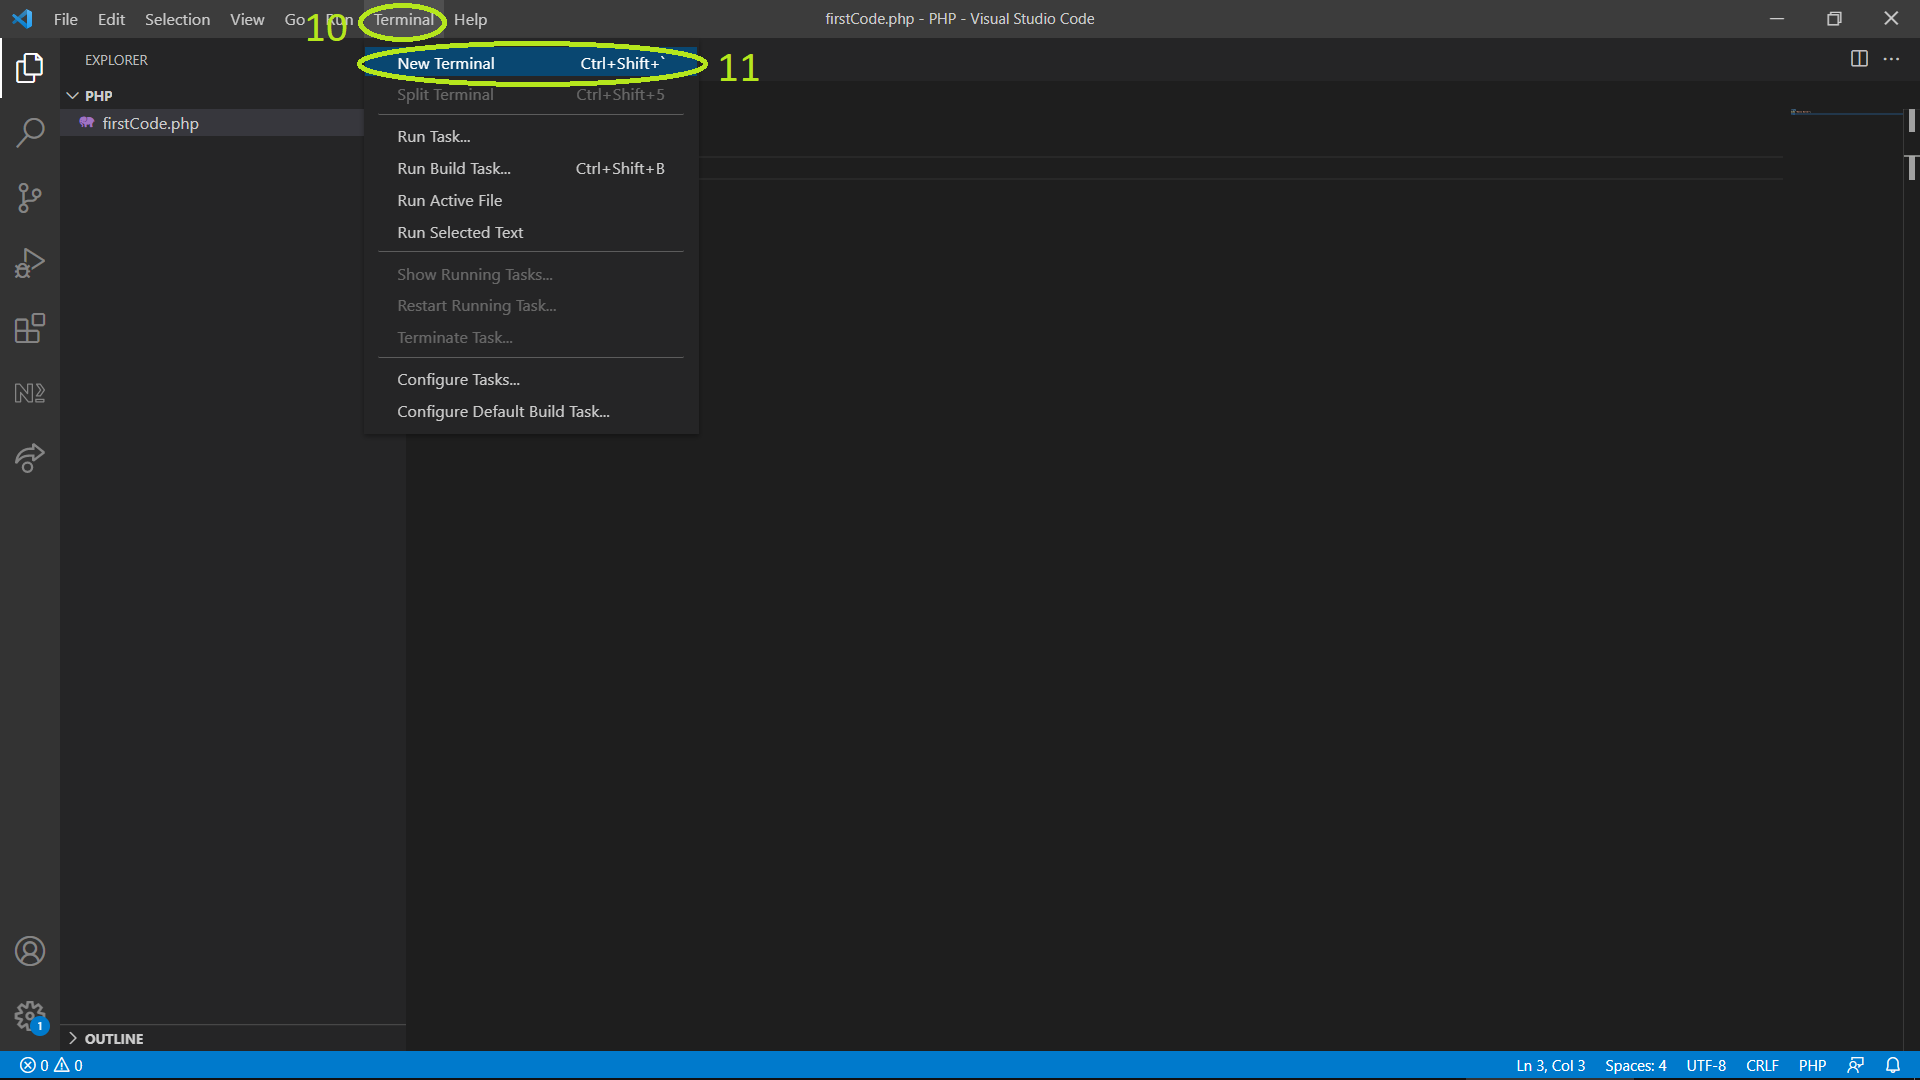 File Edit Selection View Go Run Terminal Help
firstCode.php - PHP - Visual Studio Code
10
EXPLORER
New Terminal Ctrl+Shift+`
11
PHP
Split Terminal Ctrl+Shift+5
firstCode.php
Run Task...
Run Build Task... Ctrl+Shift+B
Run Active File
Run Selected Text
Show Running Tasks...
Restart Running Task...
Terminate Task...
Configure Tasks...
Configure Default Build Task...
1
OUTLINE
0 0
Ln 3, Col 3 Spaces: 4 UTF-8 CRLF PHP